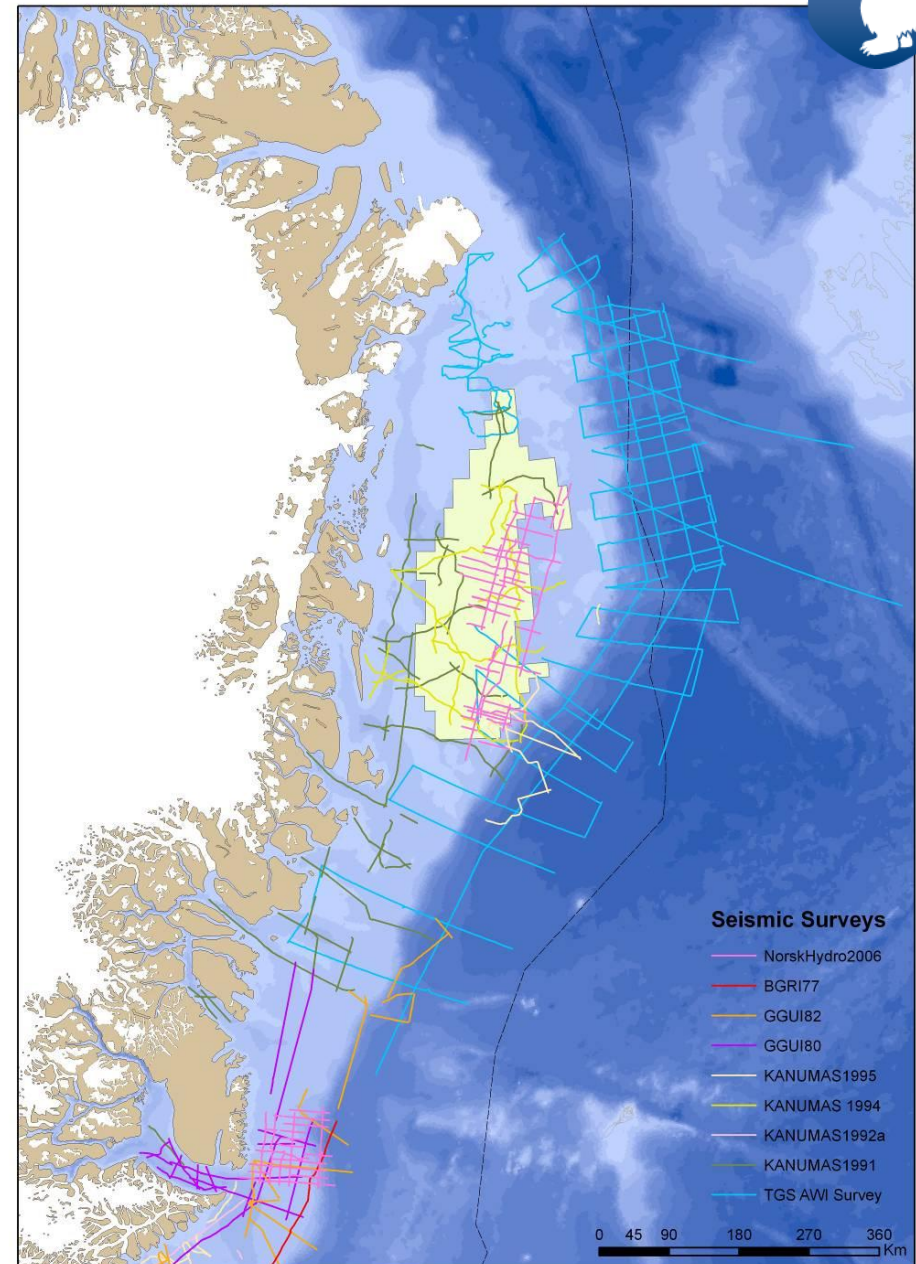 Seismic Surveys
NorskHydro2006
BGRI77
GGUI82
GGUI80
KANUMAS1995
KANUMAS 1994
KANUMAS1992a
KANUMAS1991
TGS AWI Survey
0 45 90 180 270 360
Km